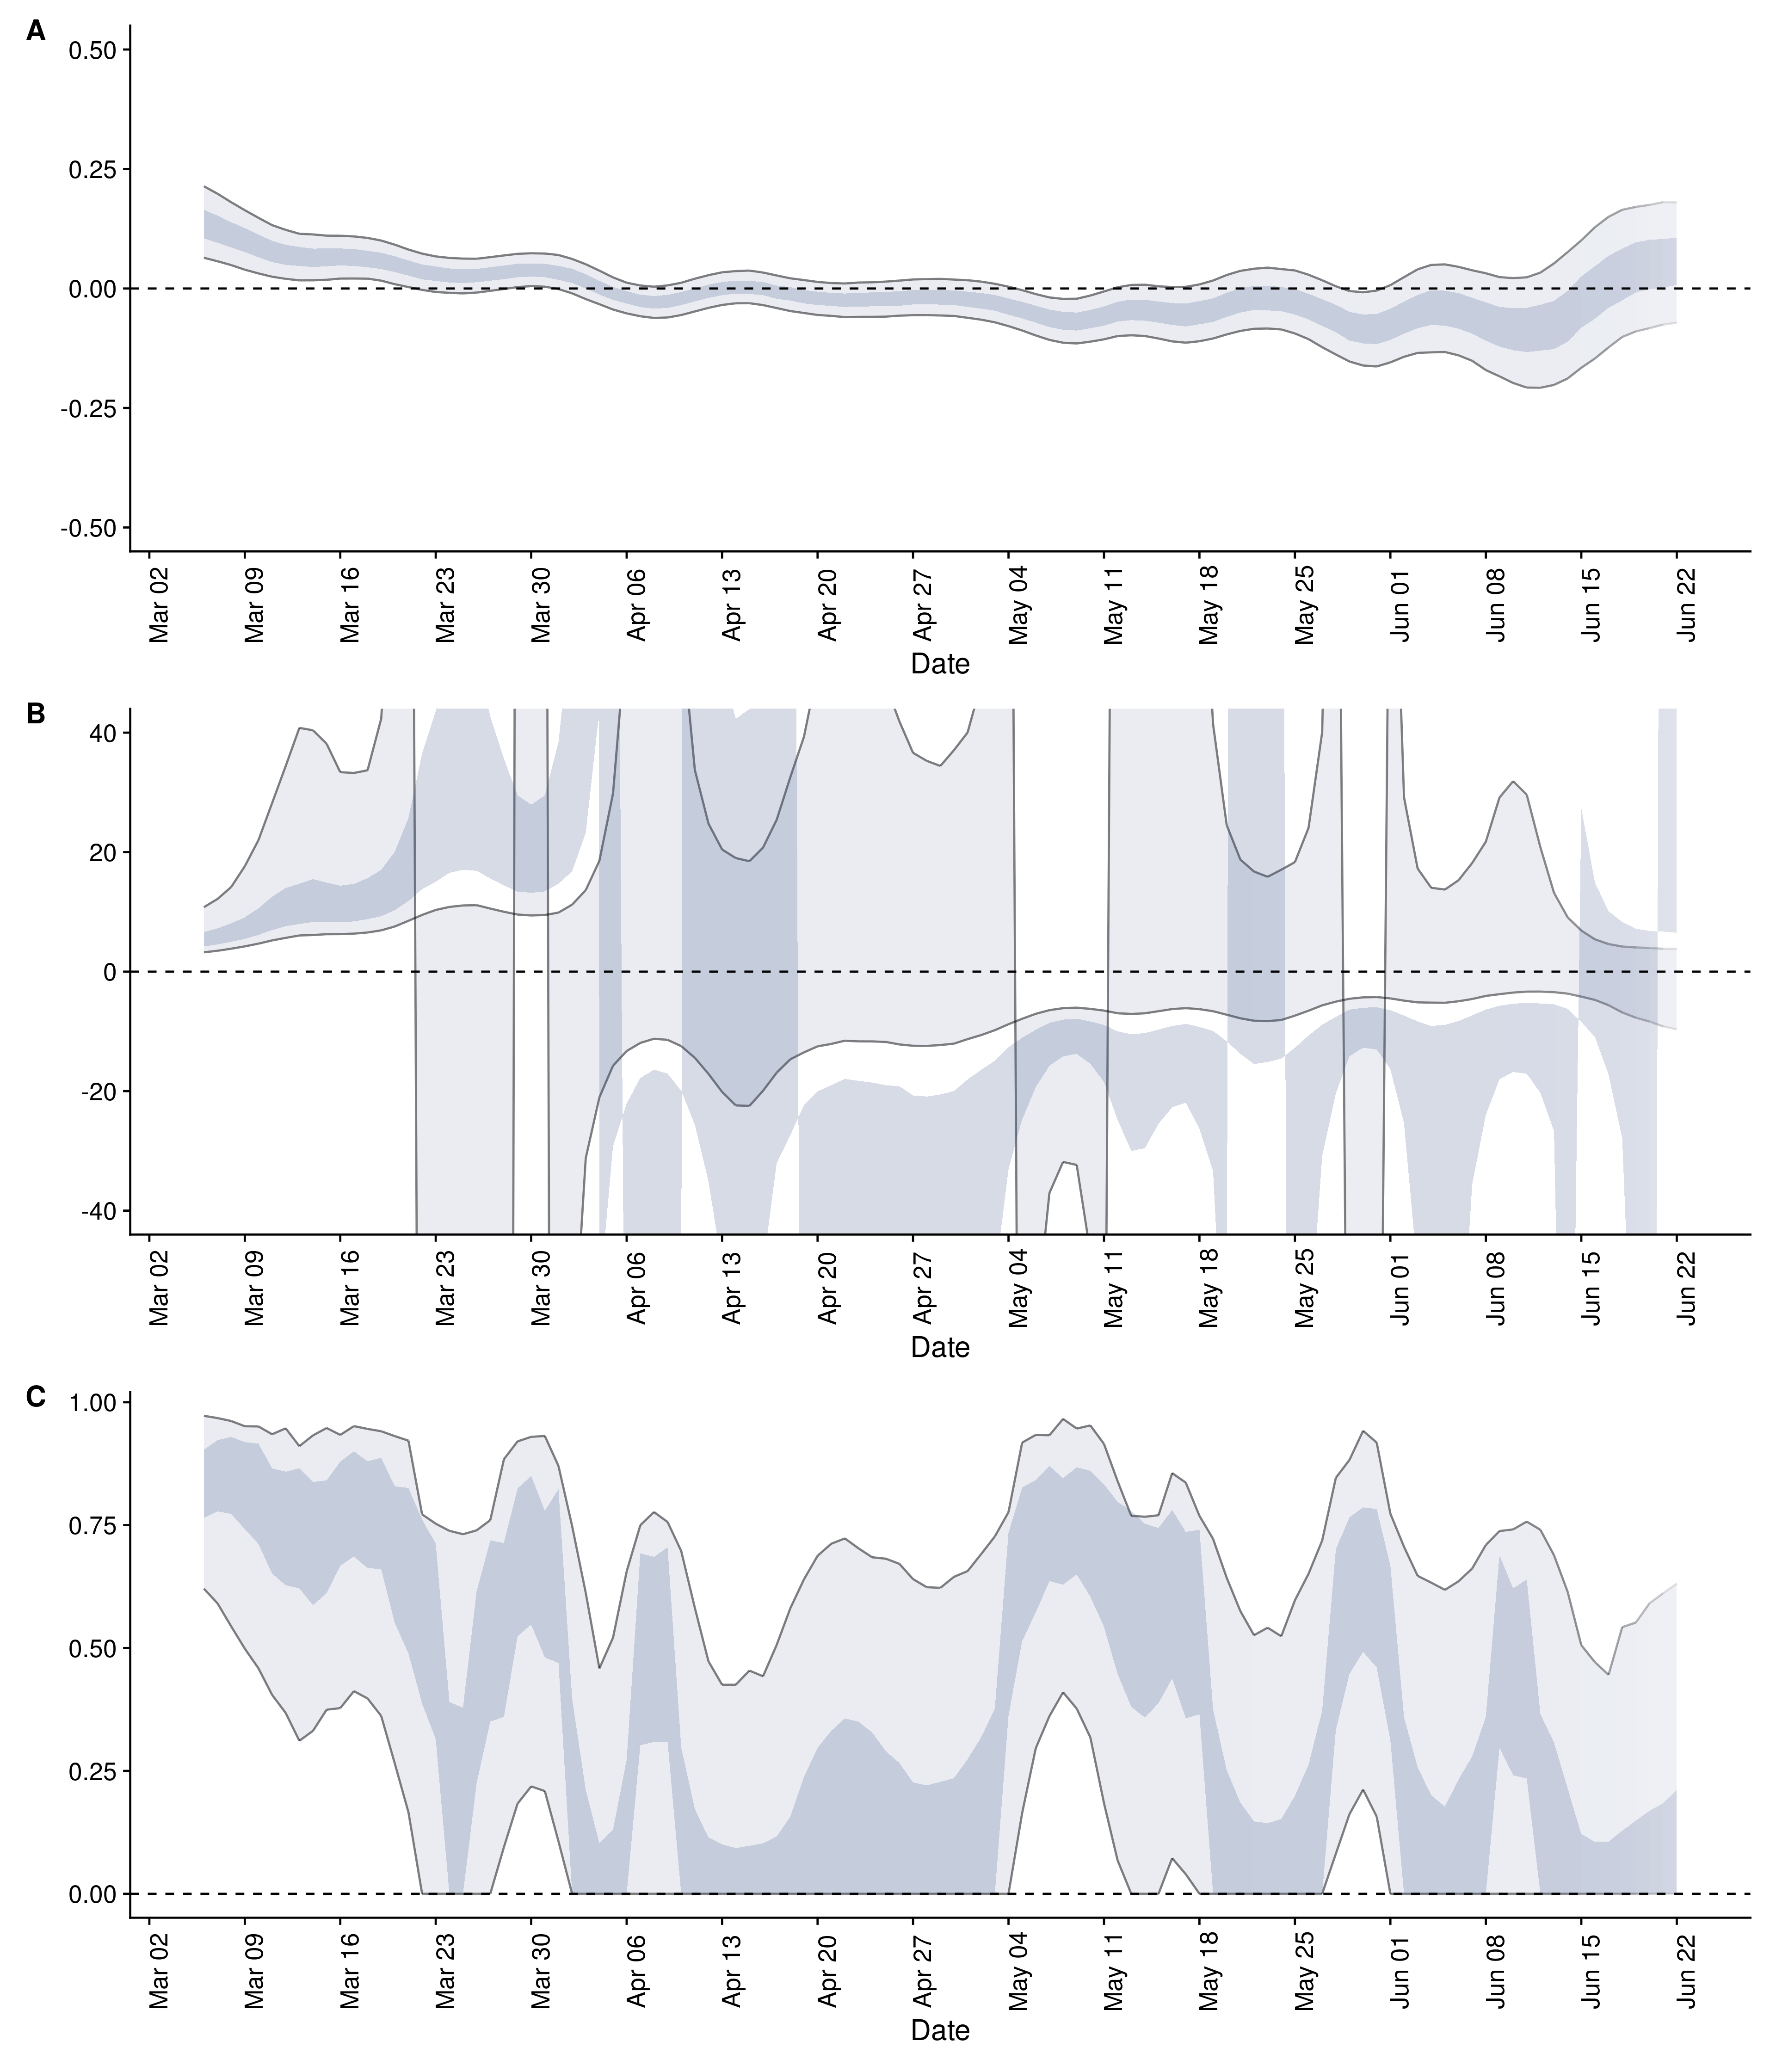 A
0.50
0.25
0.00
-0.25
-0.50
Mar 02
Mar 09
Mar 16
Mar 23
Mar 30
Apr 06
Apr 13
Apr 20
Apr 27
May 04
May 11
May 18
May 25
Jun 01
Jun 08
Jun 15
Jun 22
Date
B
40
20
0
-20
-40
Mar 02
Mar 09
Mar 16
Mar 23
Mar 30
Apr 06
Apr 13
Apr 20
Apr 27
May 04
May 11
May 18
May 25
Jun 01
Jun 08
Jun 15
Jun 22
Date
C
1.00
0.75
0.50
0.25
0.00
Mar 02
Mar 09
Mar 16
Mar 23
Mar 30
Apr 06
Apr 13
Apr 20
Apr 27
May 04
May 11
May 18
May 25
Jun 01
Jun 08
Jun 15
Jun 22
Date